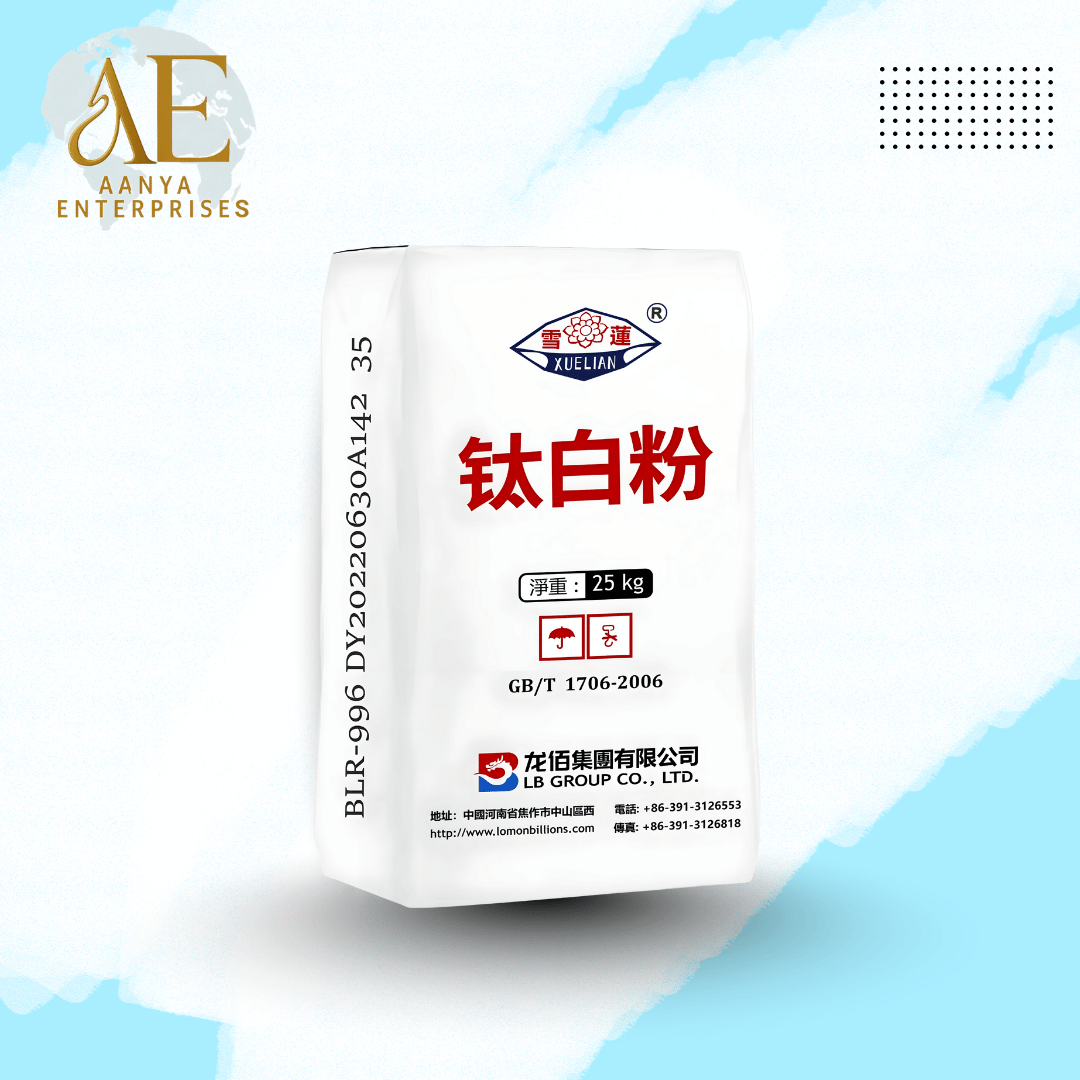 AE
AANYA
ENTERPRISES
雪蓮
®
XUELIAN
钛白粉
淨重: 25 kg
GB/T 1706-2006
龙佰集團有限公司
LB GROUP CO., LTD.
地址: 中國河南省焦作市中山區西 電話: +86-391-3126553
http://www.lomonbillions.com 傳真: +86-391-3126818
BLR-996 DY20220630A142 35